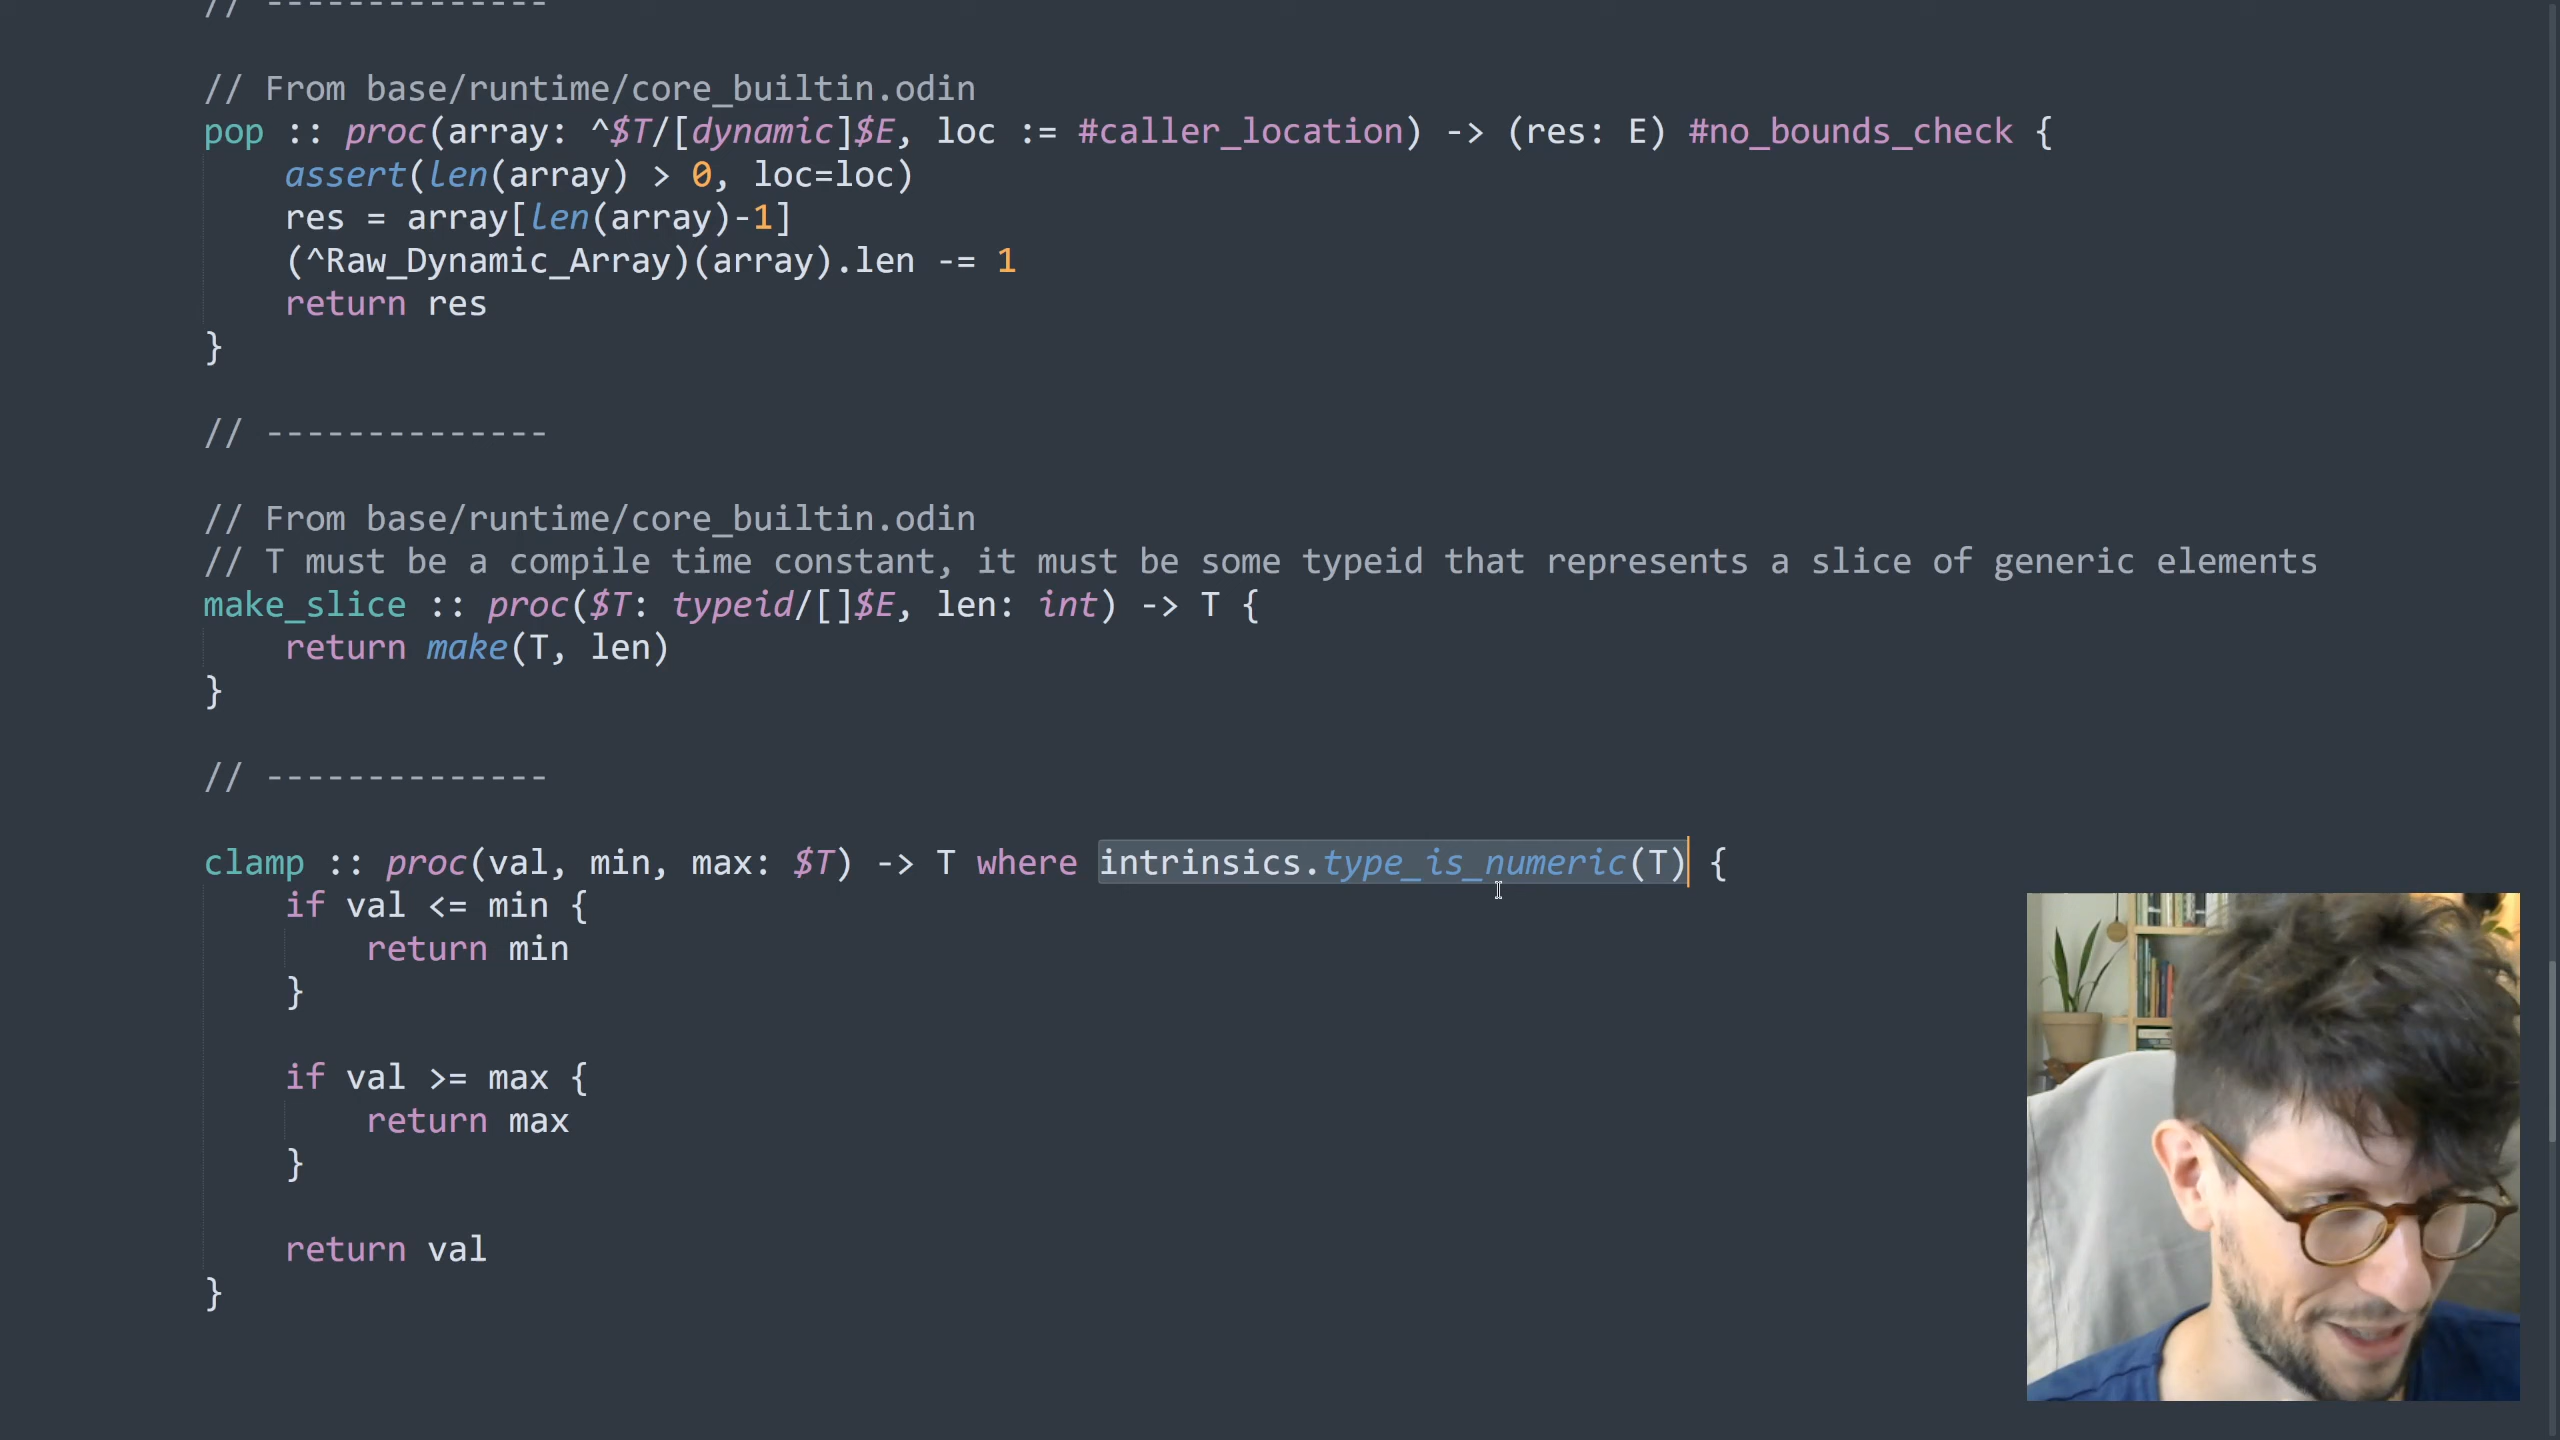 // --------------
// From base/runtime/core_builtin.odin
pop :: proc(array: ^$T/[dynamic]$E, loc := #caller_location) -> (res: E) #no_bounds_check {
    assert(len(array) > 0, loc=loc)
    res = array[len(array)-1]
    (^Raw_Dynamic_Array)(array).len -= 1
    return res
}
// --------------
// From base/runtime/core_builtin.odin
// T must be a compile time constant, it must be some typeid that represents a slice of generic elements
make_slice :: proc($T: typeid/[]$E, len: int) -> T {
    return make(T, len)
}
// --------------
clamp :: proc(val, min, max: $T) -> T where intrinsics.type_is_numeric(T) {
    if val <= min {
        return min
    }
    if val >= max {
        return max
    }
    return val
}